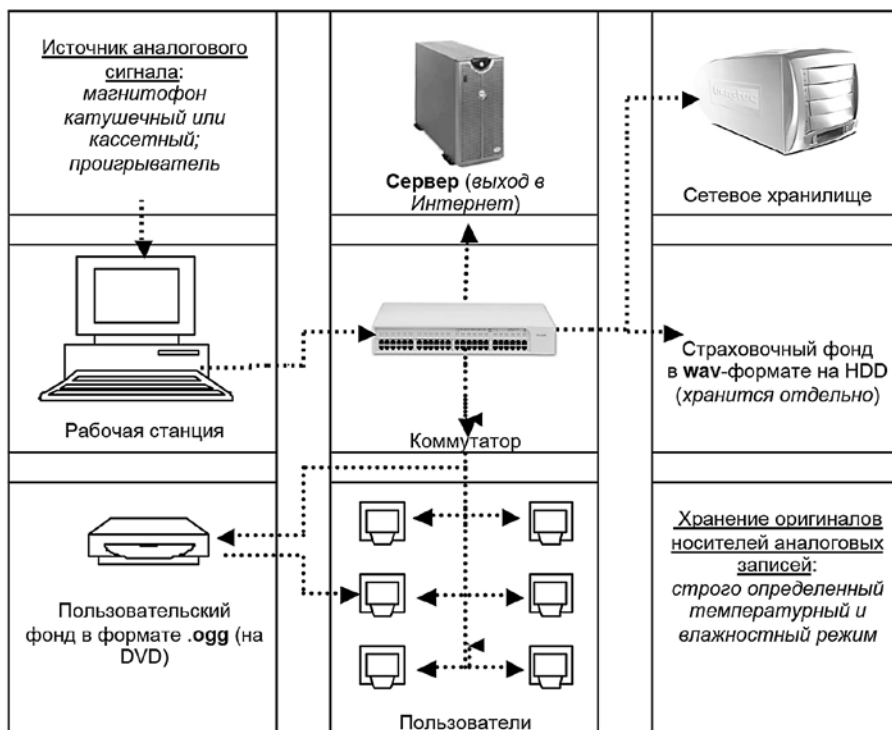 Источник аналогового
сигнала:
магнитофон
катушечный или
кассетный;
проигрыватель
Сервер (выход в
Интернет)
Сетевое хранилище
Рабочая станция
Коммутатор
Страховочный фонд
в wav-формате на HDD
(хранится отдельно)
Пользовательский
фонд в формате .ogg (на
DVD)
Пользователи
Хранение оригиналов
носителей аналоговых
записей:
строго определенный
температурный и
влажностный режим